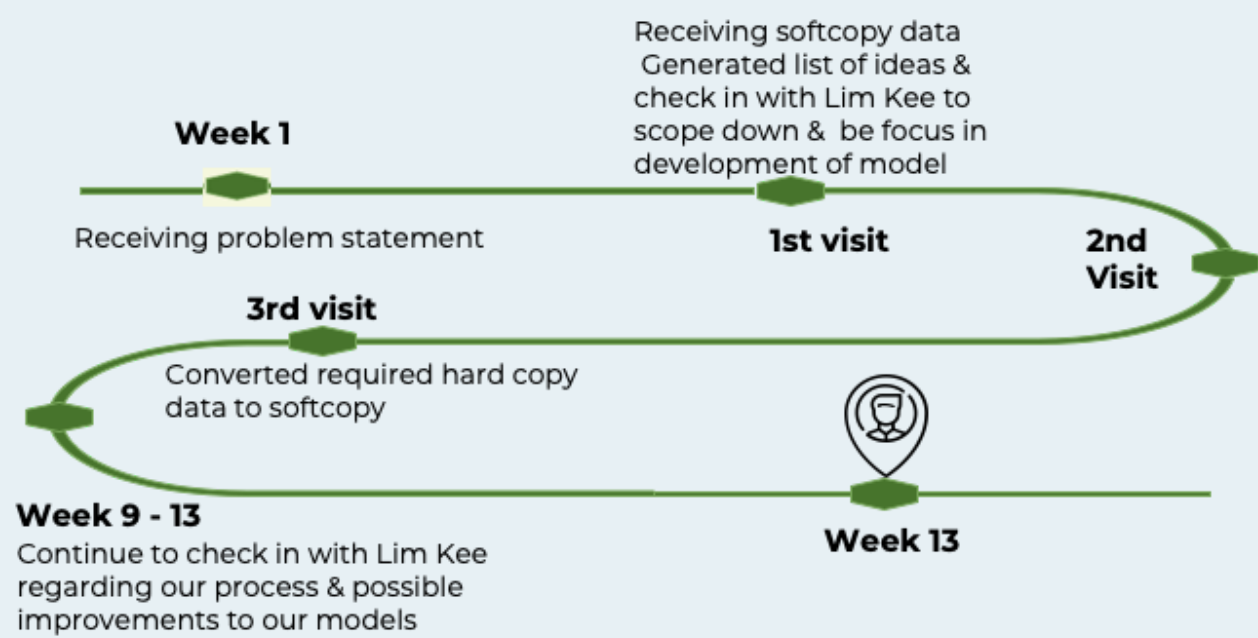 Receiving softcopy data
Generated list of ideas &
check in with Lim Kee to
scope down &  be focus in
development of model
Week 1
Receiving problem statement
1st visit
2nd
Visit
3rd visit
Converted required hard copy
data to softcopy
Week 9 - 13
Continue to check in with Lim Kee
regarding our process & possible
improvements to our models
Week 13